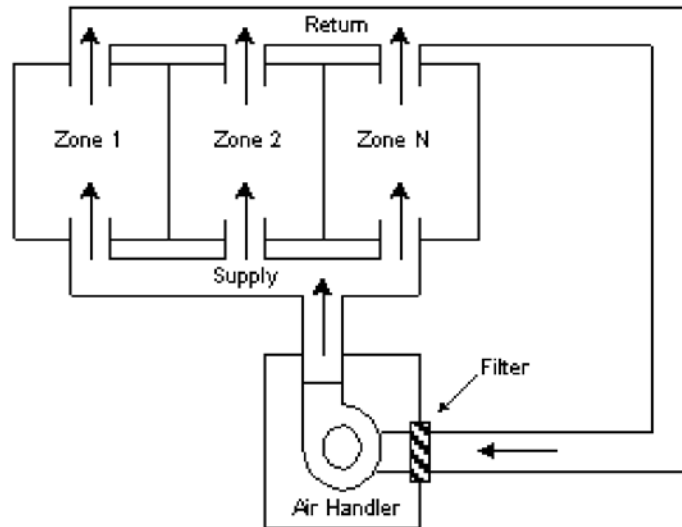 Return
Zone 1
Zone 2
Zone N
Supply
Filter
Air Handler